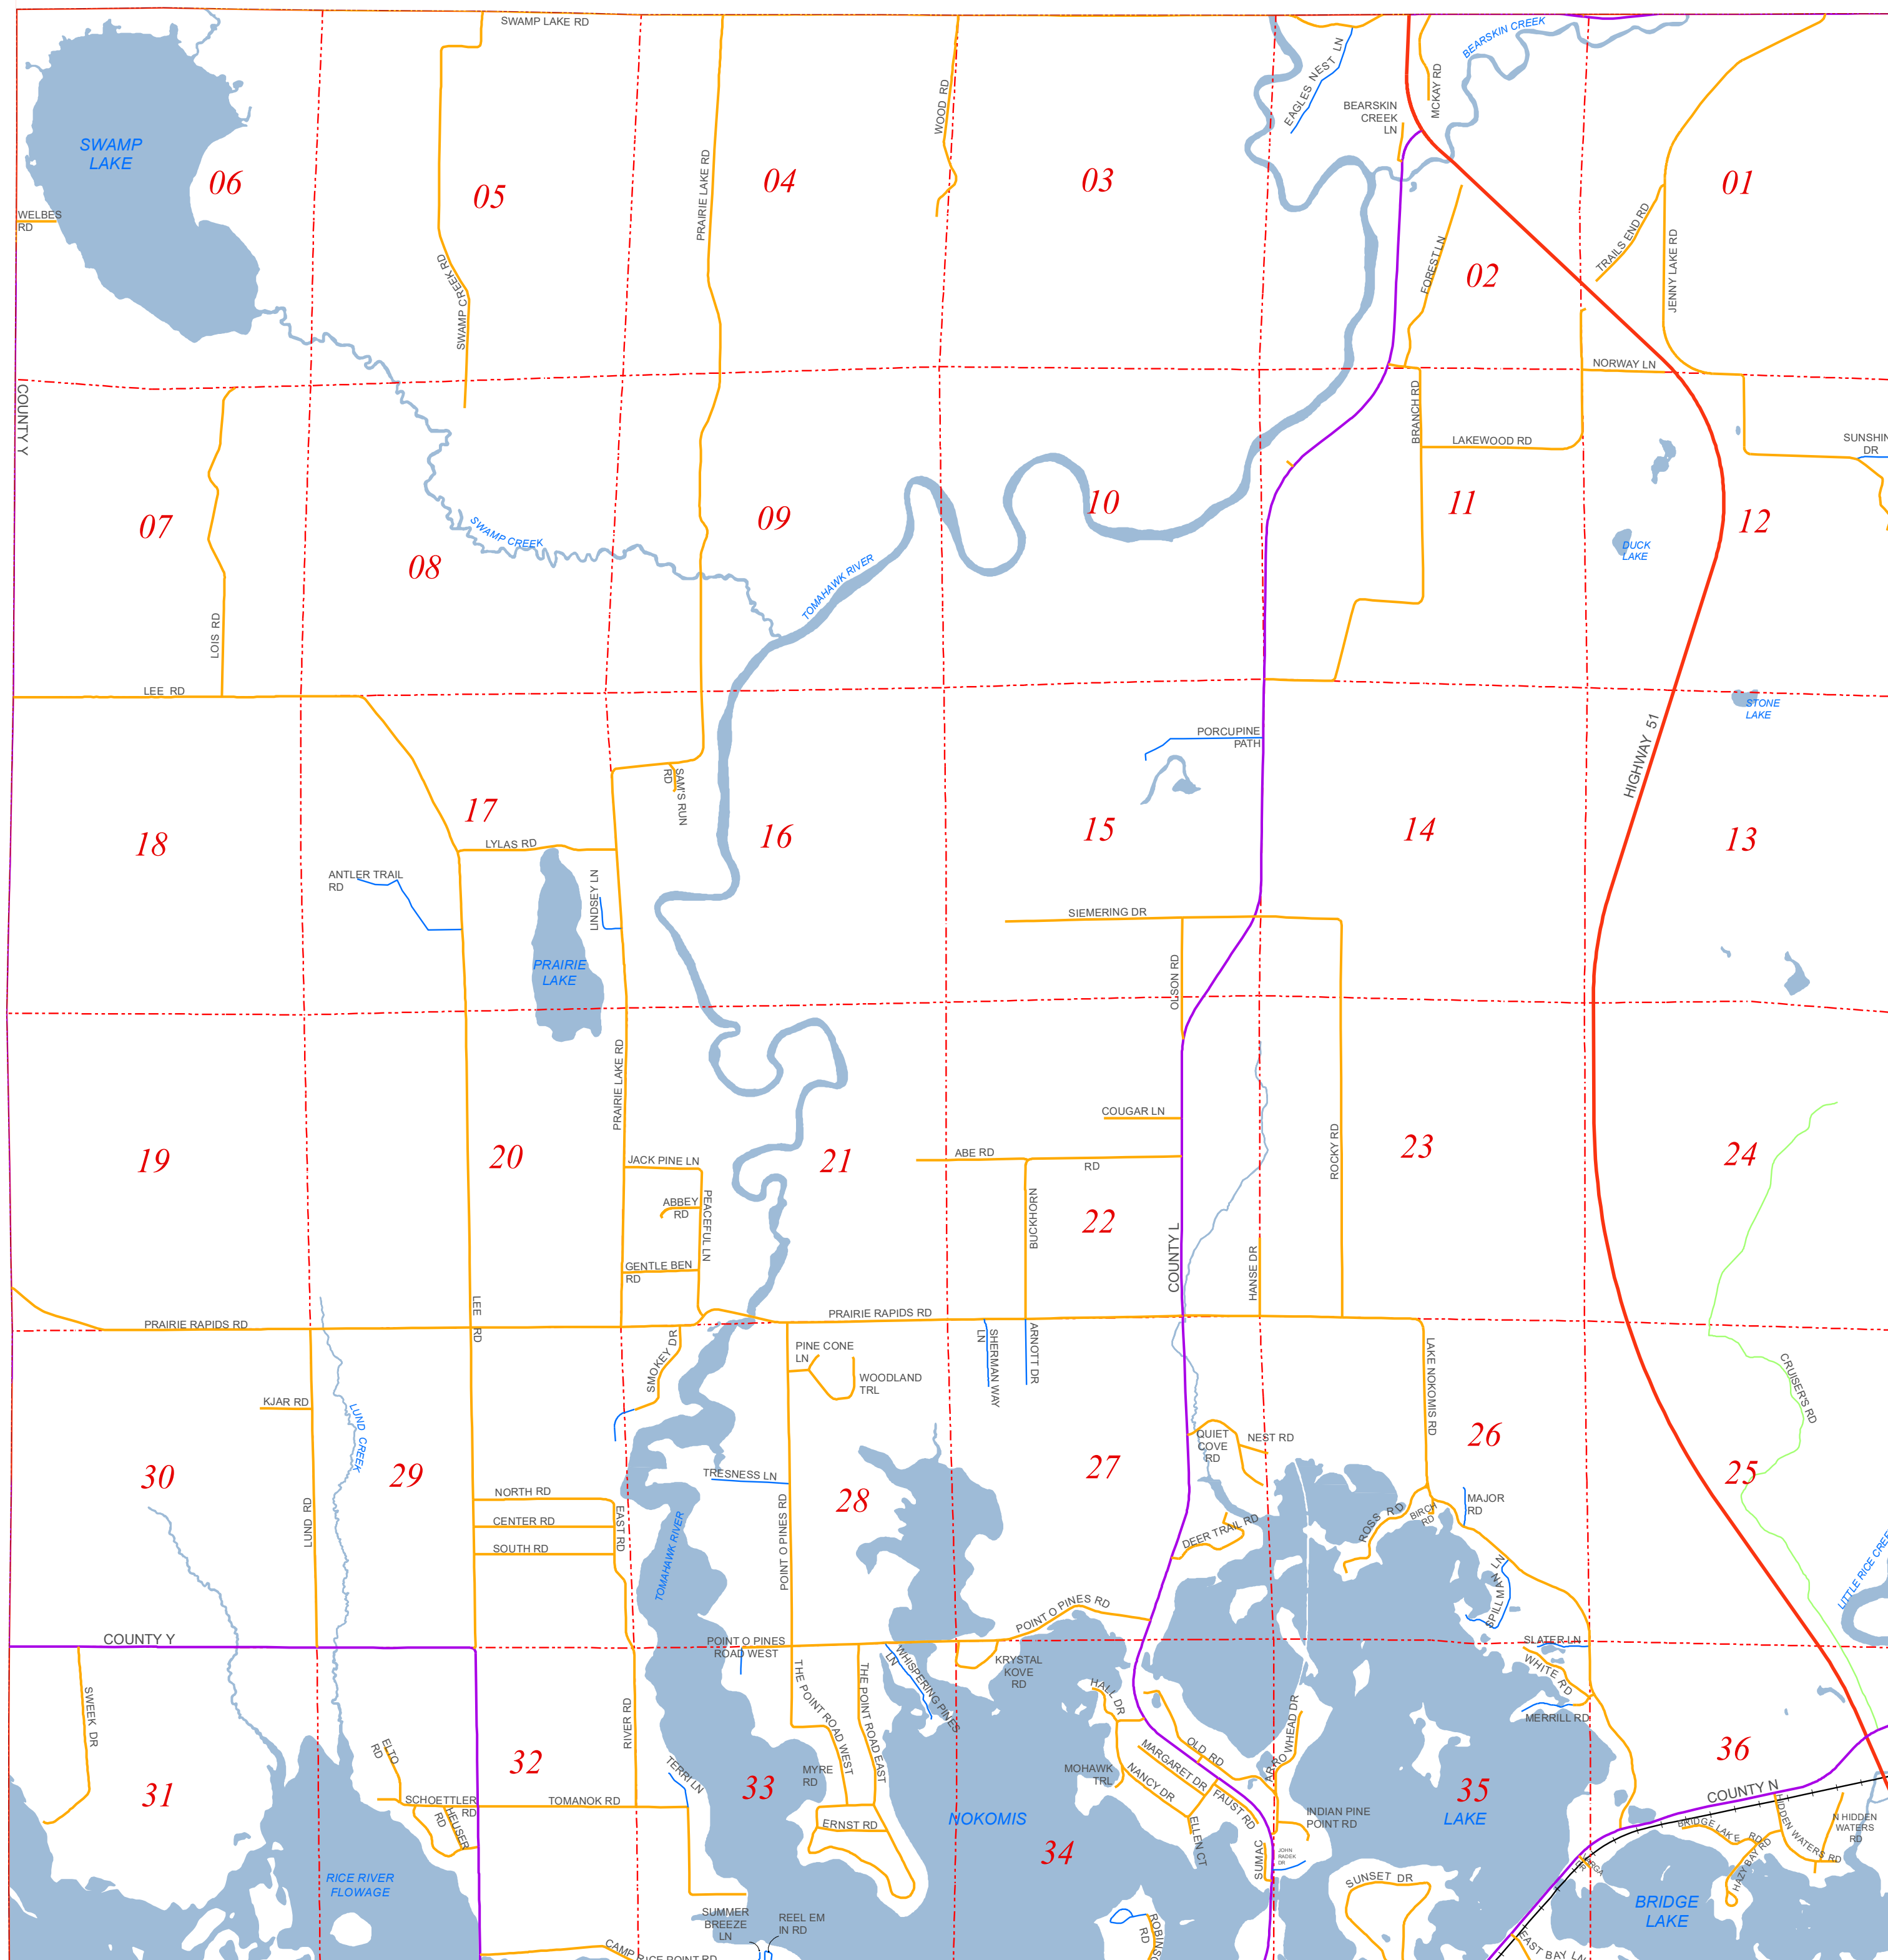 SWAMP LAKE RD
BEARSKIN CREEK
EAGLES NEST LN
MCKAY RD
WOOD RD
BEARSKIN
CREEK
LN
SWAMP
LAKE
PRAIRIE LAKE RD
06
05
04
03
01
WELBES
RD
TRAILS END RD
JENNY LAKE RD
FOREST LN
02
SWAMP CREEK RD
SWAMP CREEK RD
NORWAY LN
COUNTY Y
BRANCH RD
LAKEWOOD RD
SUNSHIN
DR
07
08
09
10
11
12
SWAMP CREEK
TOMAHAWK RIVER
DUCK
LAKE
LOIS RD
LEE RD
STONE
LAKE
PORCUPINE
PATH
HIGHWAY 51
SAM'S RUN
RD
17
18
16
15
14
13
LYLAS RD
ANTLER TRAIL
RD
LINDSEY LN
SIEMERING DR
PRAIRIE
LAKE
OLSON RD
PRAIRIE LAKE RD
COUGAR LN
ROCKY RD
19
20
21
22
23
24
JACK PINE LN
ABE RD
RD
ABBEY
RD
PEACEFUL LN
BUCKHORN
COUNTY L
HANSE DR
GENTLE BEN
RD
LEE RD
PRAIRIE RAPIDS RD
PRAIRIE RAPIDS RD
SMOKEY DR
PINE CONE
LN
WOODLAND
TRL
SHERMAN WAY
LN
ARNOTT DR
LAKE NOKOMIS RD
CRUISER'S RD
KJAR RD
LUND CREEK
QUIET
COVE
RD
NEST RD
26
30
29
28
27
25
TRESNESS LN
NORTH RD
CENTER RD
SOUTH RD
EAST RD
LUND RD
TOMAHAWK RIVER
POINT O PINES RD
DEER TRAIL RD
ROSS RD
BIRCH
RD
MAJOR
RD
SPILLMAN LN
LITTLE RICE CREE
POINT O PINES RD
COUNTY Y
POINT O PINES
ROAD WEST
SLATER LN
WHITE RD
MERRILL RD
SWEEK DR
RIVER RD
THE POINT ROAD WEST
THE POINT ROAD EAST
WHISPERING PINES
LN
KRYSTAL
KOVE
RD
HALL DR
OLD RD
ARROWHEAD DR
ELTO
RD
32
33
31
34
35
36
TERRI LN
MYRE
RD
MOHAWK
TRL
MARGARET DR
NANCY DR
FAUST RD
ELLEN CT
SUMAC
COUNTY N
SCHOETTLER
RD
HEUSER
RD
TOMANOK RD
ERNST RD
NOKOMIS
LAKE
INDIAN PINE
POINT RD
JOHN
RADEK
DR
BRIDGE LAKE RD
HAZY BAY RD
HIDDEN WATERS RD
N HIDDEN
WATERS
RD
RICE RIVER
FLOWAGE
SUNSET DR
BRIDGE
LAKE
SUMMER
BREEZE
LN
REEL EM
IN RD
CAMP RICE POINT RD
ROBINS
RD
EAST BAY LN